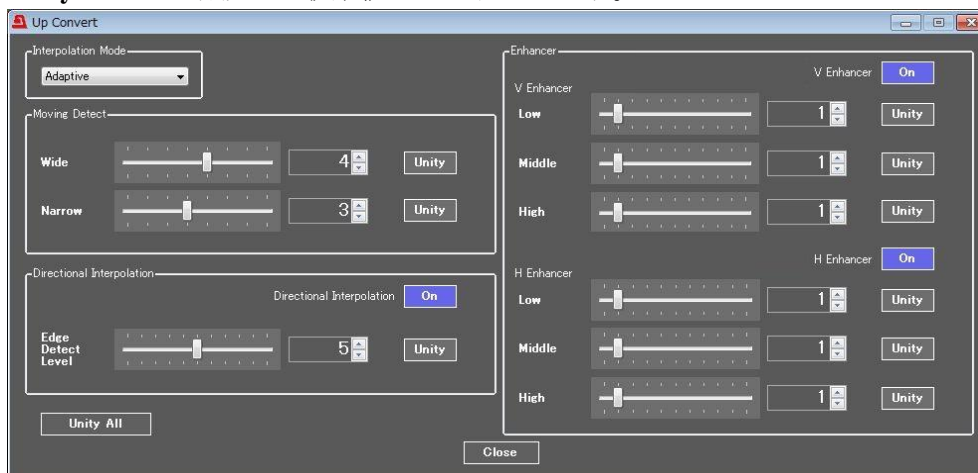 Up Convert
Interpolation Mode
Adaptive
Moving Detect
Wide 4 Unity
Narrow 3 Unity
Directional Interpolation
Directional Interpolation On
Edge Detect Level 5 Unity
Unity All
Enhancer
V Enhancer On
V Enhancer
Low 1 Unity
Middle 1 Unity
High 1 Unity
H Enhancer On
H Enhancer
Low 1 Unity
Middle 1 Unity
High 1 Unity
Close